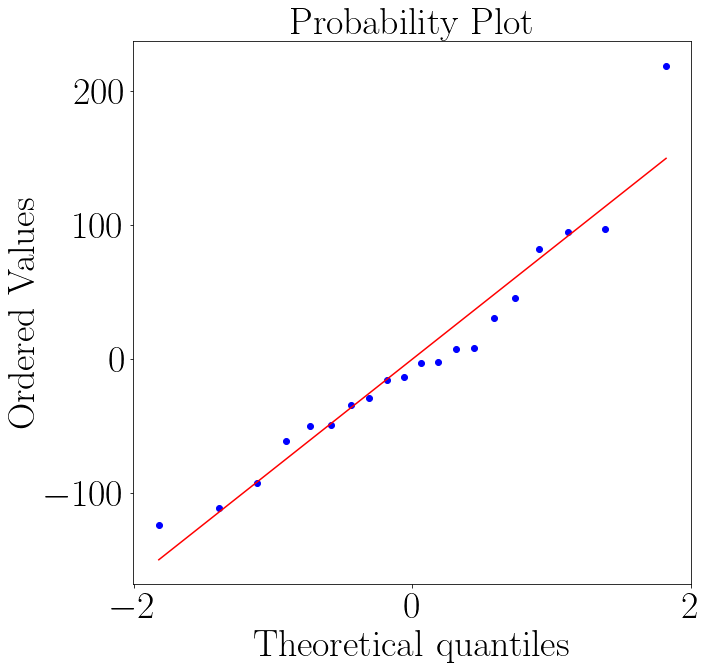 Probability Plot
Ordered Values
200
100
0
−100
−2 0 2
Theoretical quantiles